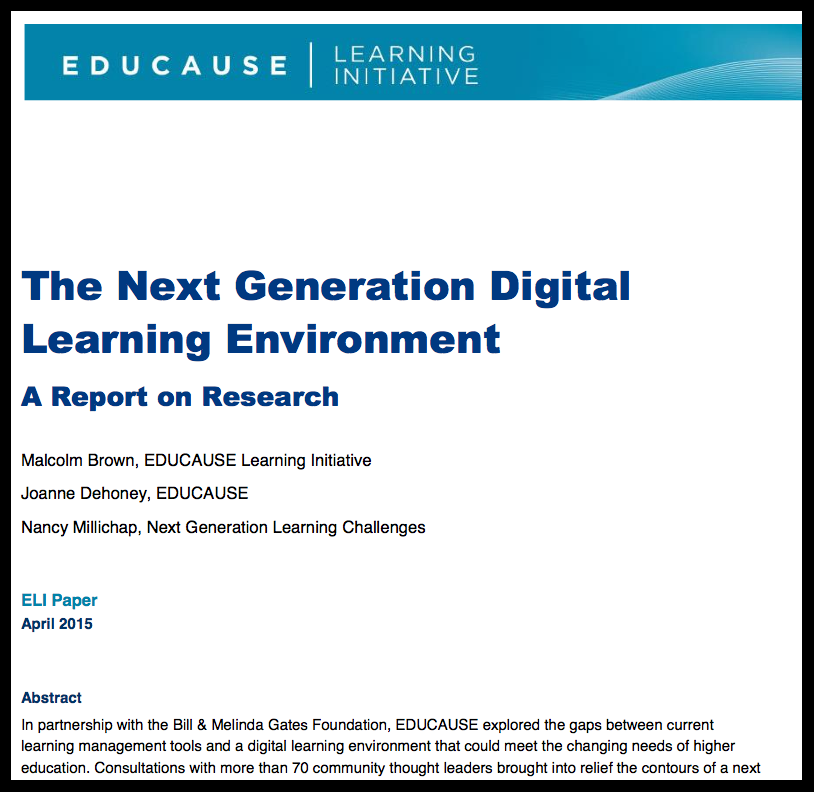 EDUCAUSE
LEARNING
INITIATIVE
The Next Generation Digital
Learning Environment
A Report on Research
Malcolm Brown, EDUCAUSE Learning Initiative
Joanne Dehoney, EDUCAUSE
Nancy Millichap, Next Generation Learning Challenges
ELI Paper
April 2015
Abstract
In partnership with the Bill & Melinda Gates Foundation, EDUCAUSE explored the gaps between current
learning management tools and a digital learning environment that could meet the changing needs of higher
education. Consultations with more than 70 community thought leaders brought into relief the contours of a next